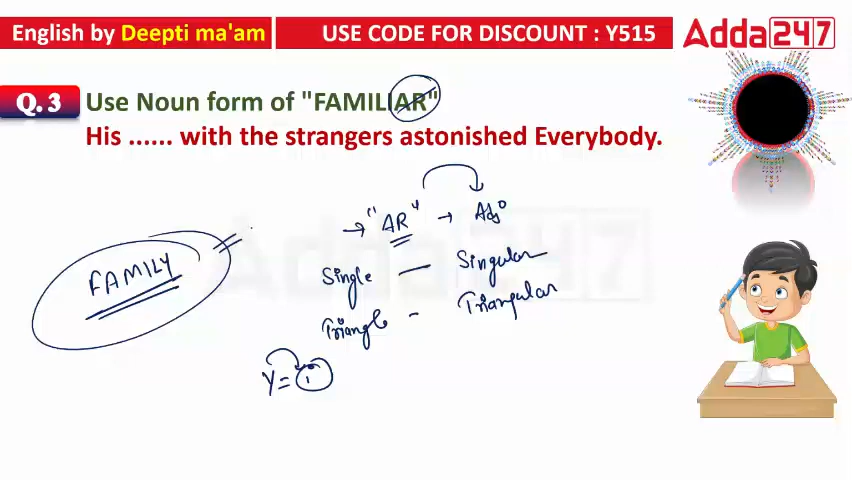 English by Deepti ma'am
USE CODE FOR DISCOUNT : Y515
Adda247
Q. 3 Use Noun form of "FAMILIAR"
His ...... with the strangers astonished Everybody.
→ "AR" → Adj
FAMILY
Single — Singular
Triangle - Triangular
Y = i
Adda247